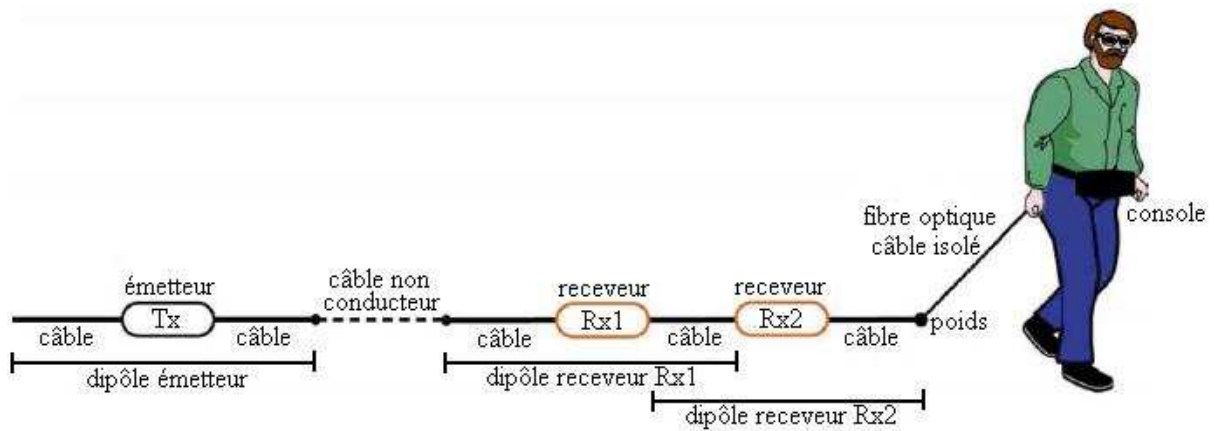 fibre optique
câble isolé
console
émetteur
câble non
conducteur
receveur
receveur
Tx
Rx1
Rx2
poids
câble
câble
câble
câble
câble
dipôle émetteur
dipôle receveur Rx1
dipôle receveur Rx2